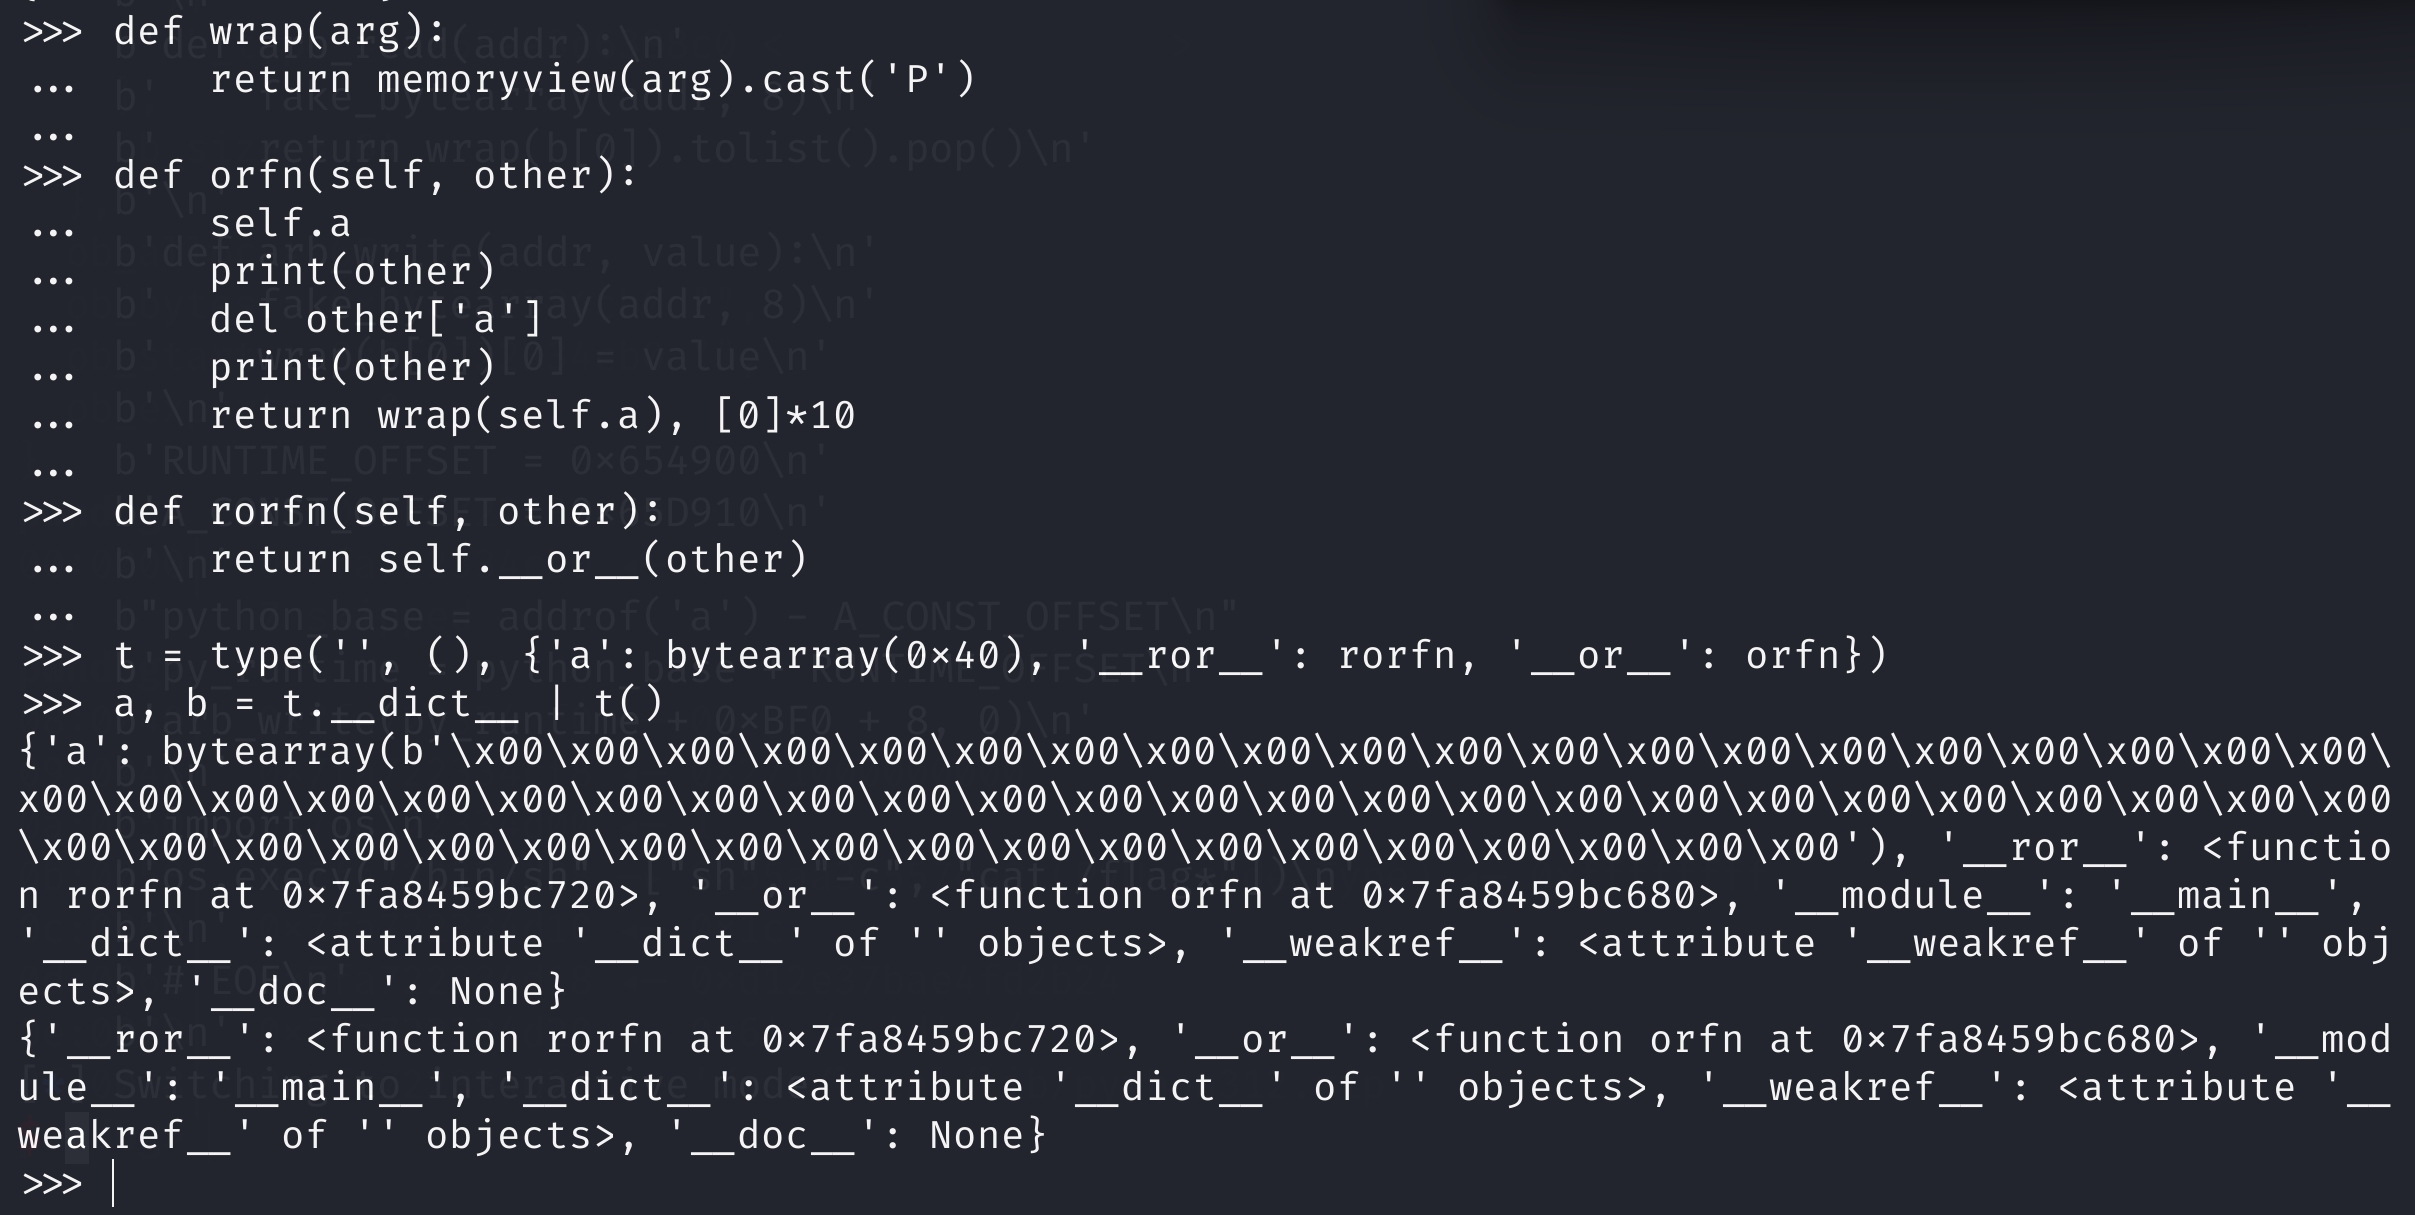 >>> def wrap(arg):
...     return memoryview(arg).cast('P')
...
>>> def orfn(self, other):
...     self.a
...     print(other)
...     del other['a']
...     print(other)
...     return wrap(self.a), [0]*10
...
>>> def rorfn(self, other):
...     return self.__or__(other)
...
>>> t = type('', (), {'a': bytearray(0x40), '__ror__': rorfn, '__or__': orfn})
>>> a, b = t.__dict__ | t()
{'a': bytearray(b'\x00\x00\x00\x00\x00\x00\x00\x00\x00\x00\x00\x00\x00\x00\x00\x00\x00\x00\x00\x00\
x00\x00\x00\x00\x00\x00\x00\x00\x00\x00\x00\x00\x00\x00\x00\x00\x00\x00\x00\x00\x00\x00\x00\x00\x00
\x00\x00\x00\x00\x00\x00\x00\x00\x00\x00\x00\x00\x00\x00\x00\x00\x00\x00\x00'), '__ror__': <functio
n rorfn at 0x7fa8459bc720>, '__or__': <function orfn at 0x7fa8459bc680>, '__module__': '__main__',
'__dict__': <attribute '__dict__' of '' objects>, '__weakref__': <attribute '__weakref__' of '' obj
ects>, '__doc__': None}
{'__ror__': <function rorfn at 0x7fa8459bc720>, '__or__': <function orfn at 0x7fa8459bc680>, '__mod
ule__': '__main__', '__dict__': <attribute '__dict__' of '' objects>, '__weakref__': <attribute '__
weakref__' of '' objects>, '__doc__': None}
>>>